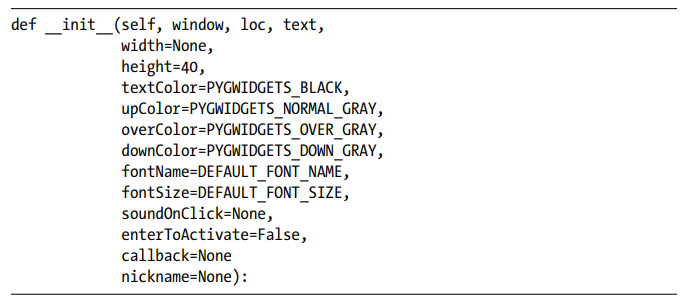 def __init__(self, window, loc, text,
width=None,
height=40,
textColor=PYGWIDGETS_BLACK,
upColor=PYGWIDGETS_NORMAL_GRAY,
overColor=PYGWIDGETS_OVER_GRAY,
downColor=PYGWIDGETS_DOWN_GRAY,
fontName=DEFAULT_FONT_NAME,
fontSize=DEFAULT_FONT_SIZE,
soundOnClick=None,
enterToActivate=False,
callback=None
nickname=None):